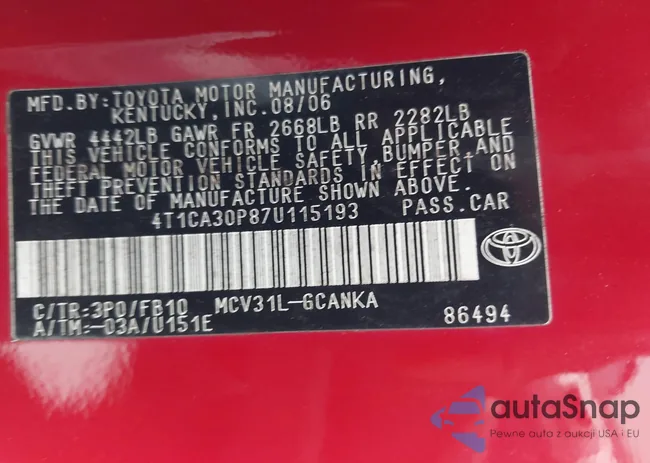 MFD.BY:TOYOTA MOTOR MANUFACTURING,
KENTUCKY,INC.08/06
GVWR 4442LB GAWR FR 2668LB RR 2282LB
THIS VEHICLE CONFORMS TO ALL APPLICABLE
FEDERAL MOTOR VEHICLE SAFETY,BUMPER,AND
THEFT PREVENTION STANDARDS IN EFFECT ON
THE DATE OF MANUFACTURE SHOWN ABOVE.
4T1CA30P87U115193 PASS.CAR
C/TR:3P0/FB10 MCV31L-GCANKA
A/TM:-03A/U151E 86494
autaSnap
Pewne auta z aukcji USA i EU